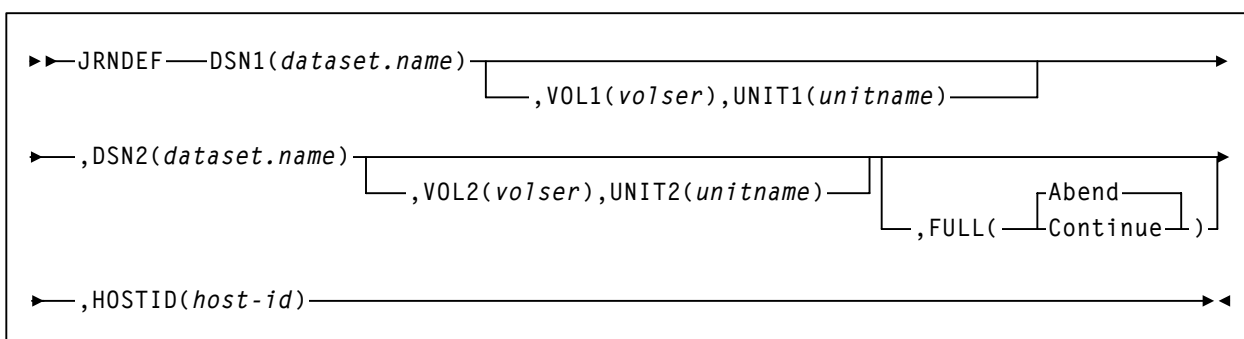 JRNDEF DSN1(dataset.name)
,VOL1(volser),UNIT1(unitname)
,DSN2(dataset.name)
,VOL2(volser),UNIT2(unitname)
,FULL( Abend )
Continue
,HOSTID(host-id)